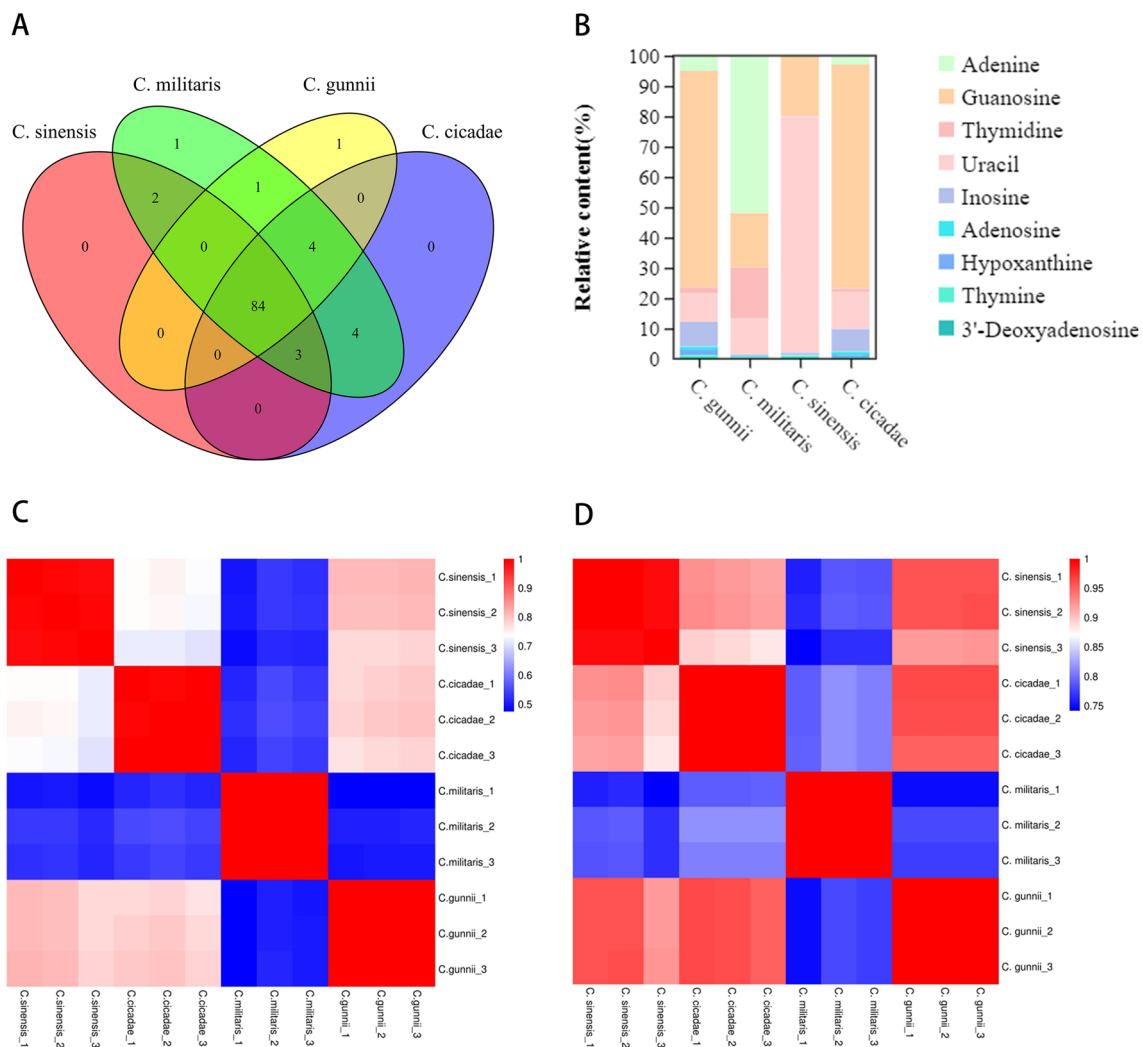 A
B
C. militaris
C. gunnii
C. sinensis
C. cicadae
1
1
2
1
0
0
0
4
0
84
0
4
0
3
0
Relative content(%)
100
90
80
70
60
50
40
30
20
10
0
C. gunnii
C. militaris
C. sinensis
C. cicadae
Adenine
Guanosine
Thymidine
Uracil
Inosine
Adenosine
Hypoxanthine
Thymine
3'-Deoxyadenosine
C
C.sinensis_1
C.sinensis_2
C.sinensis_3
C.cicadae_1
C.cicadae_2
C.cicadae_3
C.militaris_1
C.militaris_2
C.militaris_3
C.gunnii_1
C.gunnii_2
C.gunnii_3
1
0.9
0.8
0.7
0.6
0.5
C.sinensis_1
C.sinensis_2
C.sinensis_3
C.cicadae_1
C.cicadae_2
C.cicadae_3
C.militaris_1
C.militaris_2
C.militaris_3
C.gunnii_1
C.gunnii_2
C.gunnii_3
D
C. sinensis_1
C. sinensis_2
C. sinensis_3
C. cicadae_1
C. cicadae_2
C. cicadae_3
C. militaris_1
C. militaris_2
C. militaris_3
C. gunnii_1
C. gunnii_2
C. gunnii_3
1
0.95
0.9
0.85
0.8
0.75
C. sinensis_1
C. sinensis_2
C. sinensis_3
C. cicadae_1
C. cicadae_2
C. cicadae_3
C. militaris_1
C. militaris_2
C. militaris_3
C. gunnii_1
C. gunnii_2
C. gunnii_3